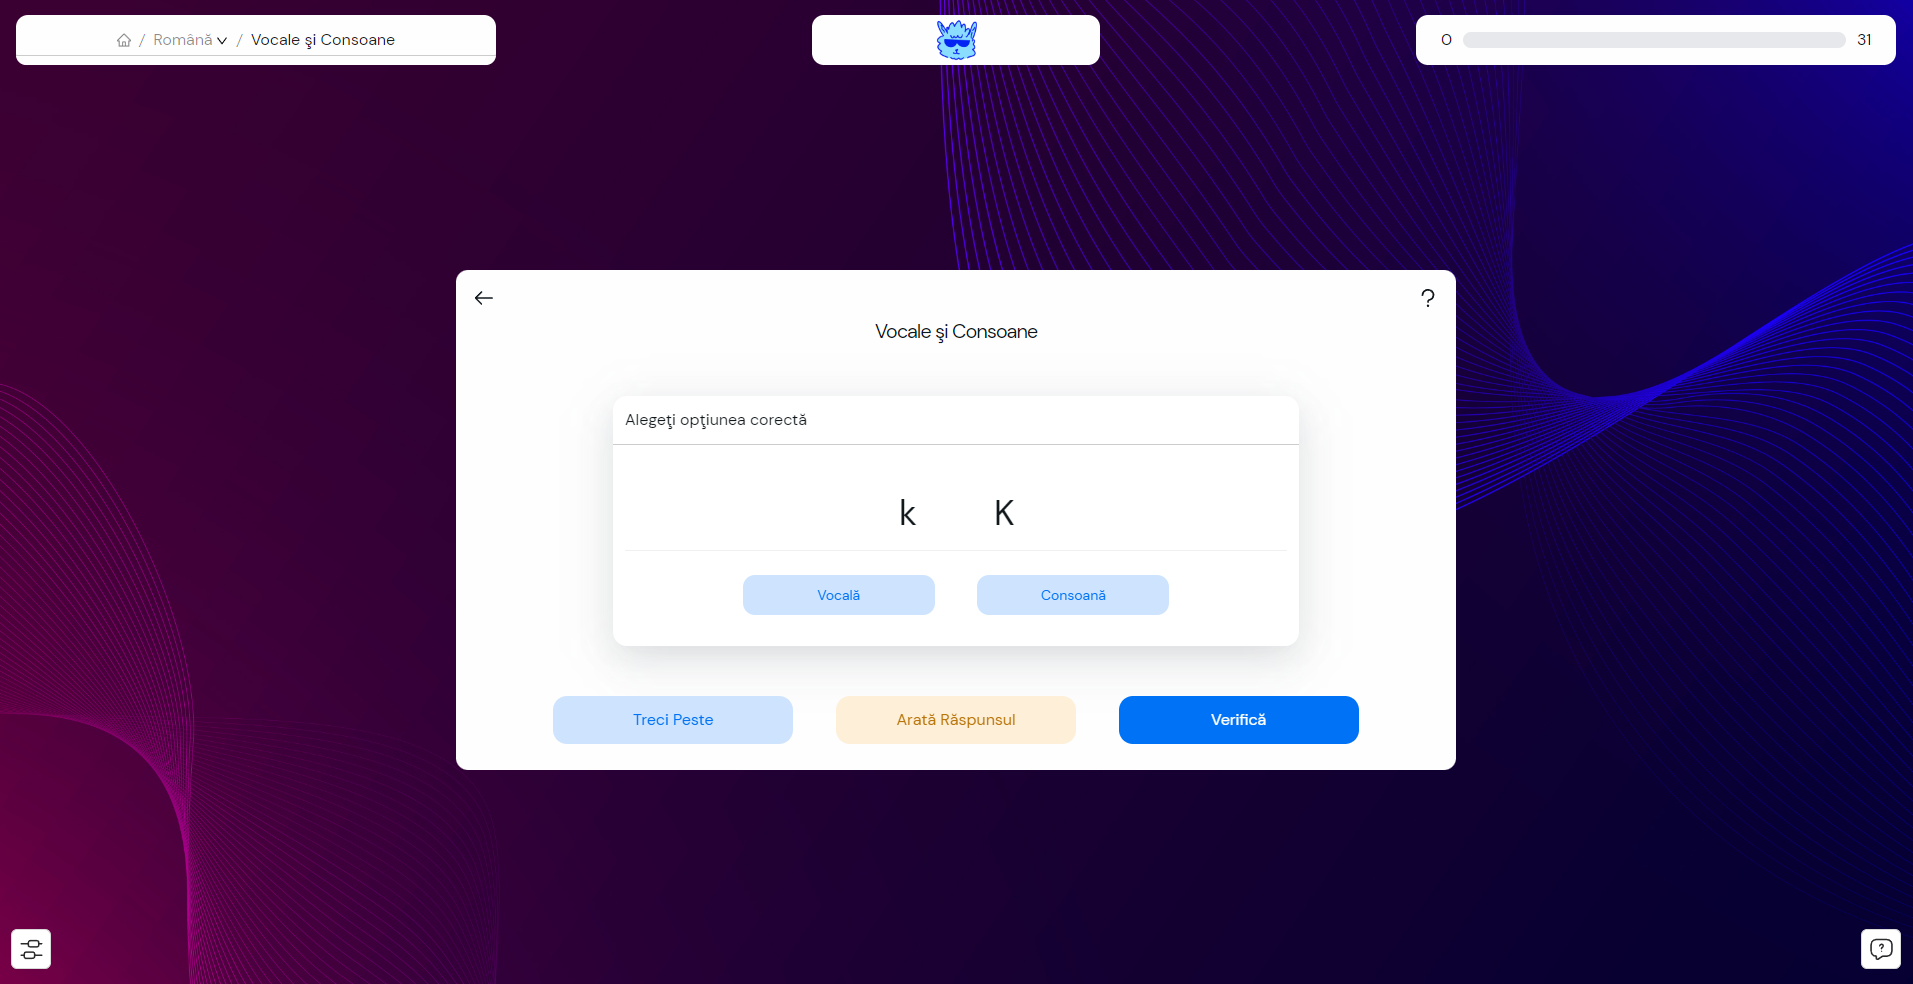 / Română / Vocale şi Consoane
0 31
?
Vocale şi Consoane
Alegeţi opţiunea corectă
k K
Vocală Consoană
Treci Peste Arată Răspunsul Verifică